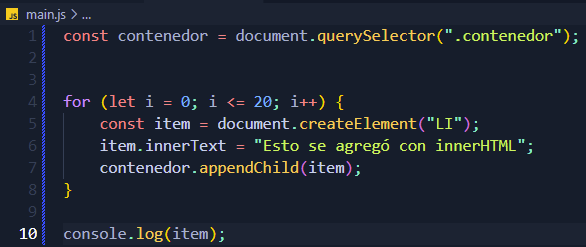 JS main.js > ...
1 const contenedor = document.querySelector(".contenedor");
2
3
4 for (let i = 0; i <= 20; i++) {
5 const item = document.createElement("LI");
6 item.innerText = "Esto se agregó con innerHTML";
7 contenedor.appendChild(item);
8 }
9
10 console.log(item);